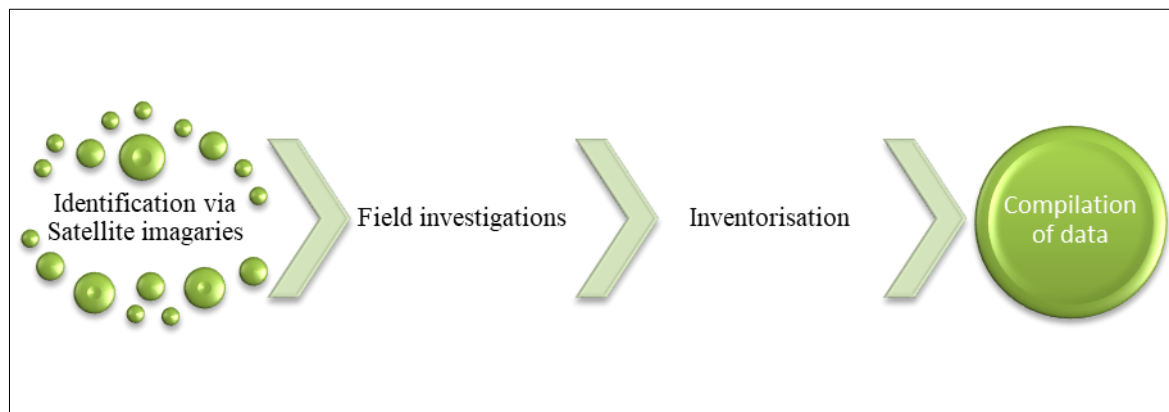 Identification via
Satellite imagaries
Field investigations
Inventorisation
Compilation
of data